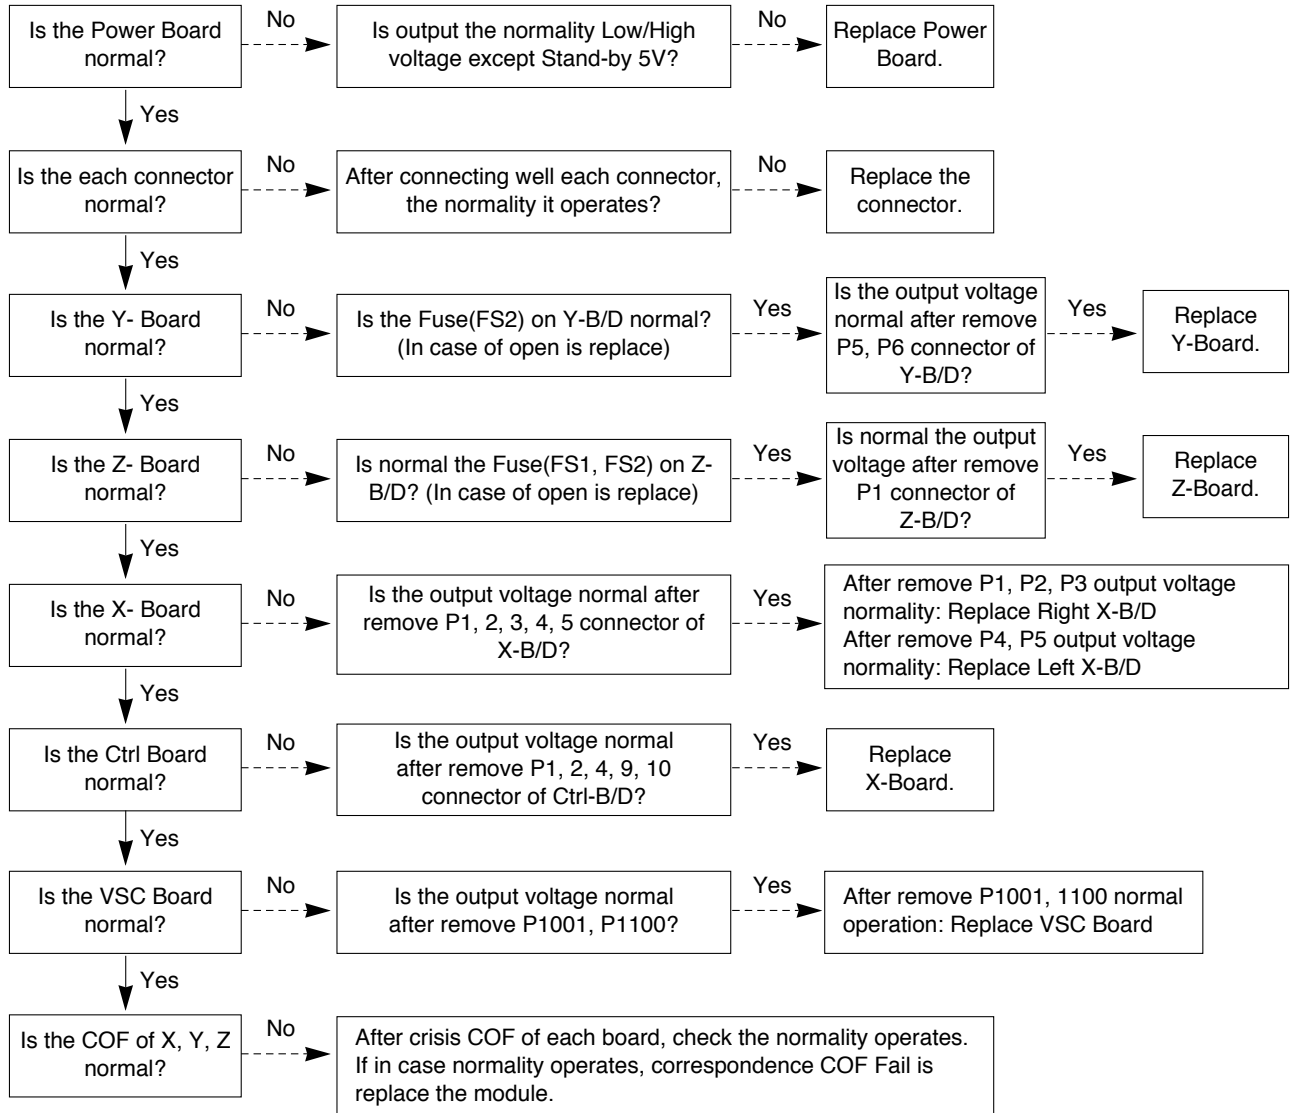 Is the Power Board
normal?
No
Is output the normality Low/High
voltage except Stand-by 5V?
No
Replace Power
Board.
Yes
Is the each connector
normal?
No
After connecting well each connector,
the normality it operates?
No
Replace the
connector.
Yes
Is the Y- Board
normal?
No
Is the Fuse(FS2) on Y-B/D normal?
(In case of open is replace)
Yes
Is the output voltage
normal after remove
P5, P6 connector of
Y-B/D?
Yes
Replace
Y-Board.
Yes
Is the Z- Board
normal?
No
Is normal the Fuse(FS1, FS2) on Z-
B/D? (In case of open is replace)
Yes
Is normal the output
voltage after remove
P1 connector of
Z-B/D?
Yes
Replace
Z-Board.
Yes
Is the X- Board
normal?
No
Is the output voltage normal after
remove P1, 2, 3, 4, 5 connector of
X-B/D?
Yes
After remove P1, P2, P3 output voltage
normality: Replace Right X-B/D
After remove P4, P5 output voltage
normality: Replace Left X-B/D
Yes
Is the Ctrl Board
normal?
No
Is the output voltage normal
after remove P1, 2, 4, 9, 10
connector of Ctrl-B/D?
Yes
Replace
X-Board.
Yes
Is the VSC Board
normal?
No
Is the output voltage normal
after remove P1001, P1100?
Yes
After remove P1001, 1100 normal
operation: Replace VSC Board
Yes
Is the COF of X, Y, Z
normal?
No
After crisis COF of each board, check the normality operates.
If in case normality operates, correspondence COF Fail is
replace the module.